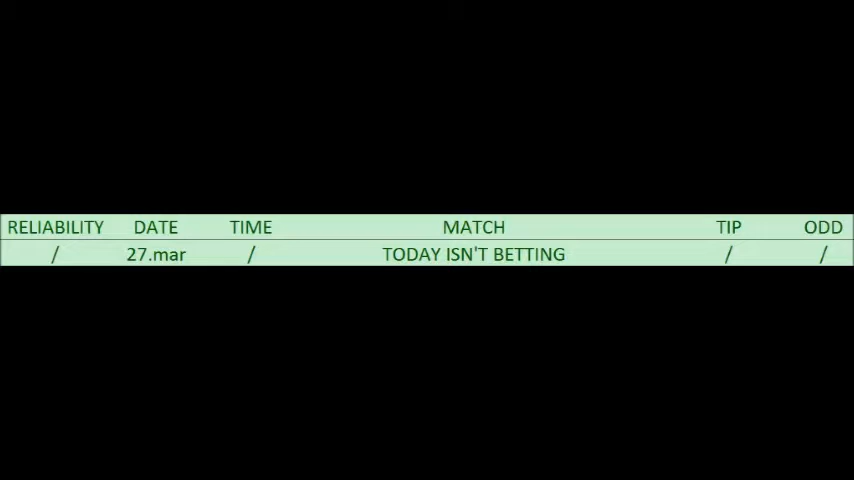 RELIABILITY DATE TIME MATCH TIP ODD
/ 27.mar / TODAY ISN'T BETTING / /